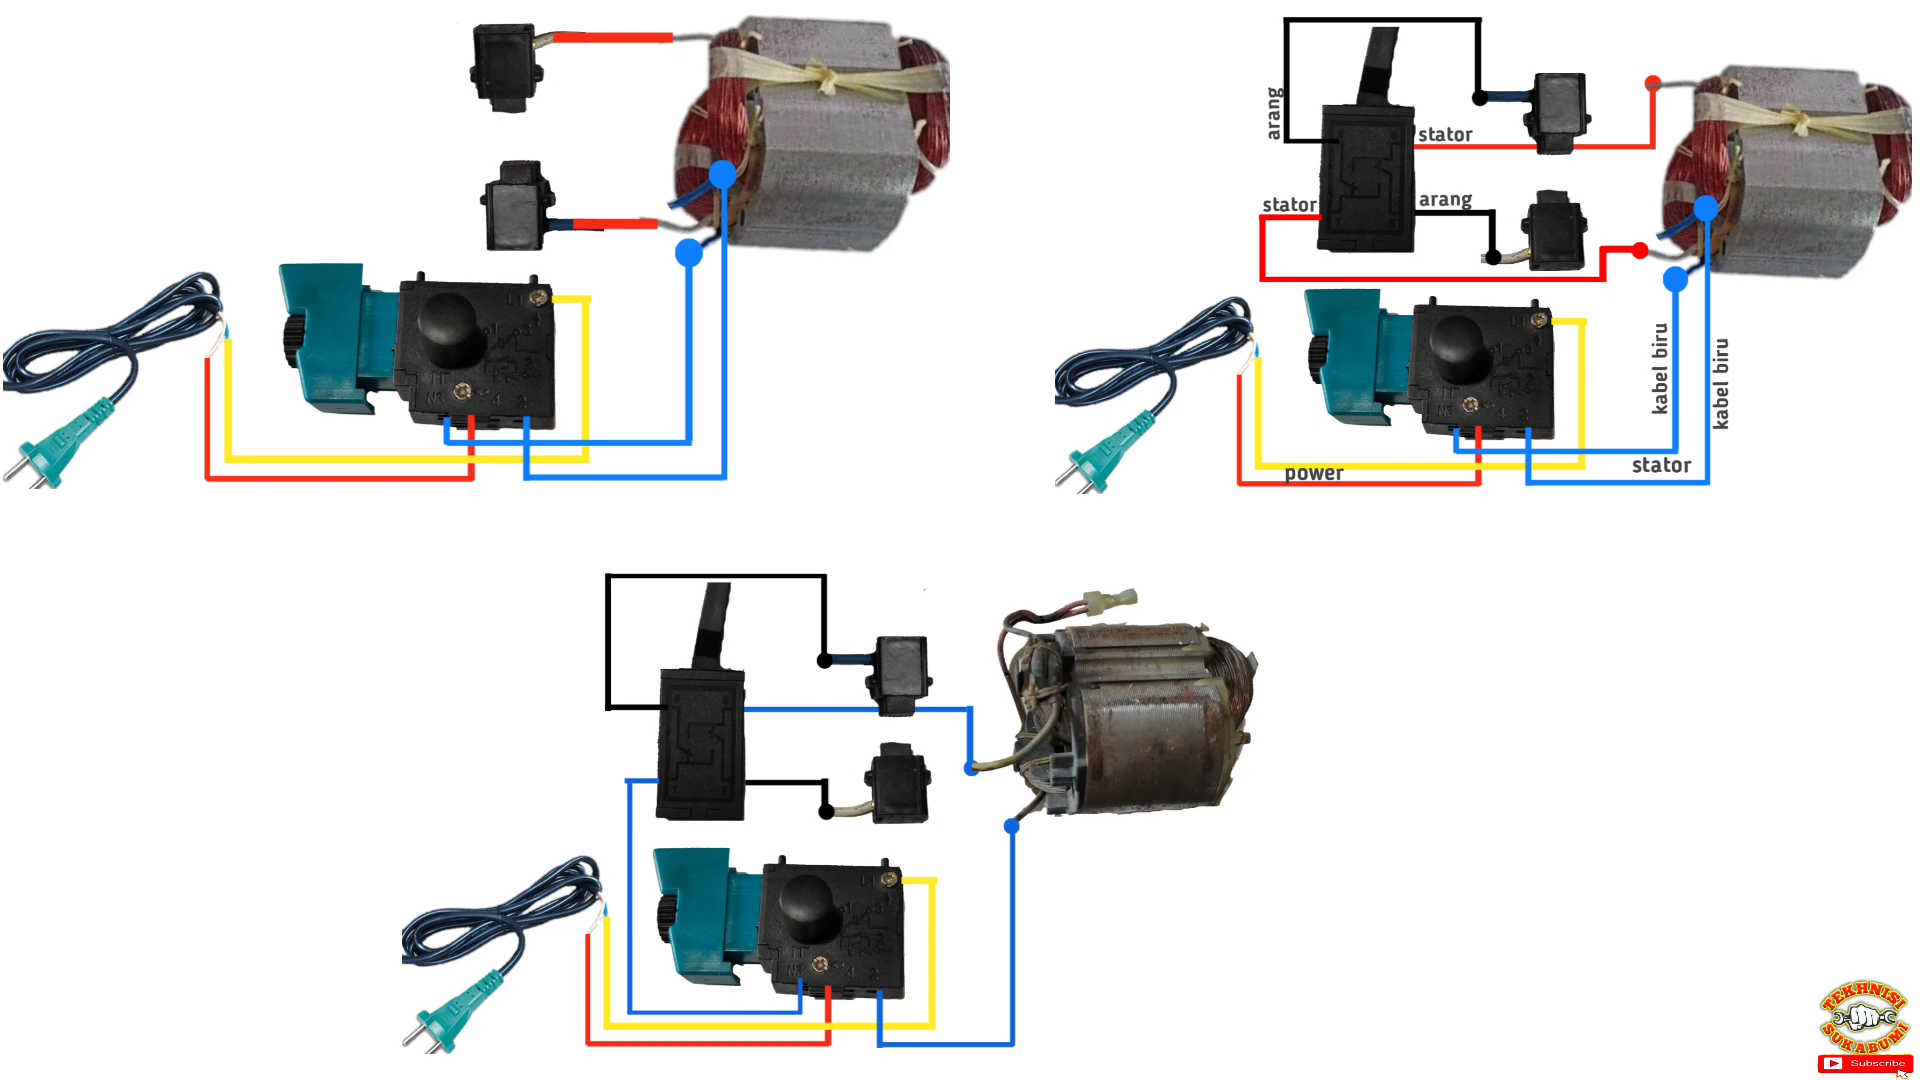 arang
stator
stator
arang
kabel biru
kabel biru
power
stator
TEKHNISI
SUKABUMI
Subscribe